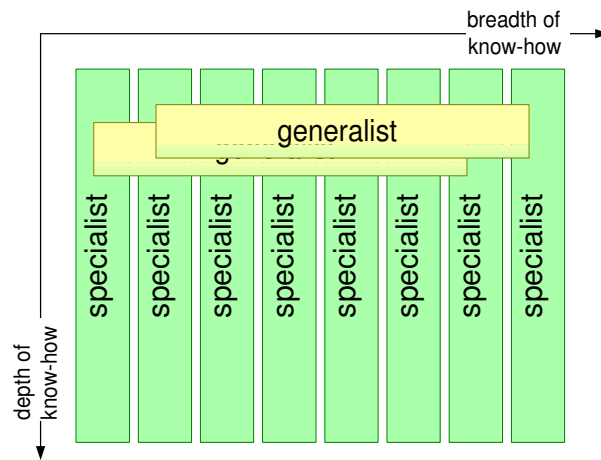 breadth of
know-how
generalist
specialist
specialist
specialist
specialist
specialist
specialist
specialist
specialist
depth of
know-how